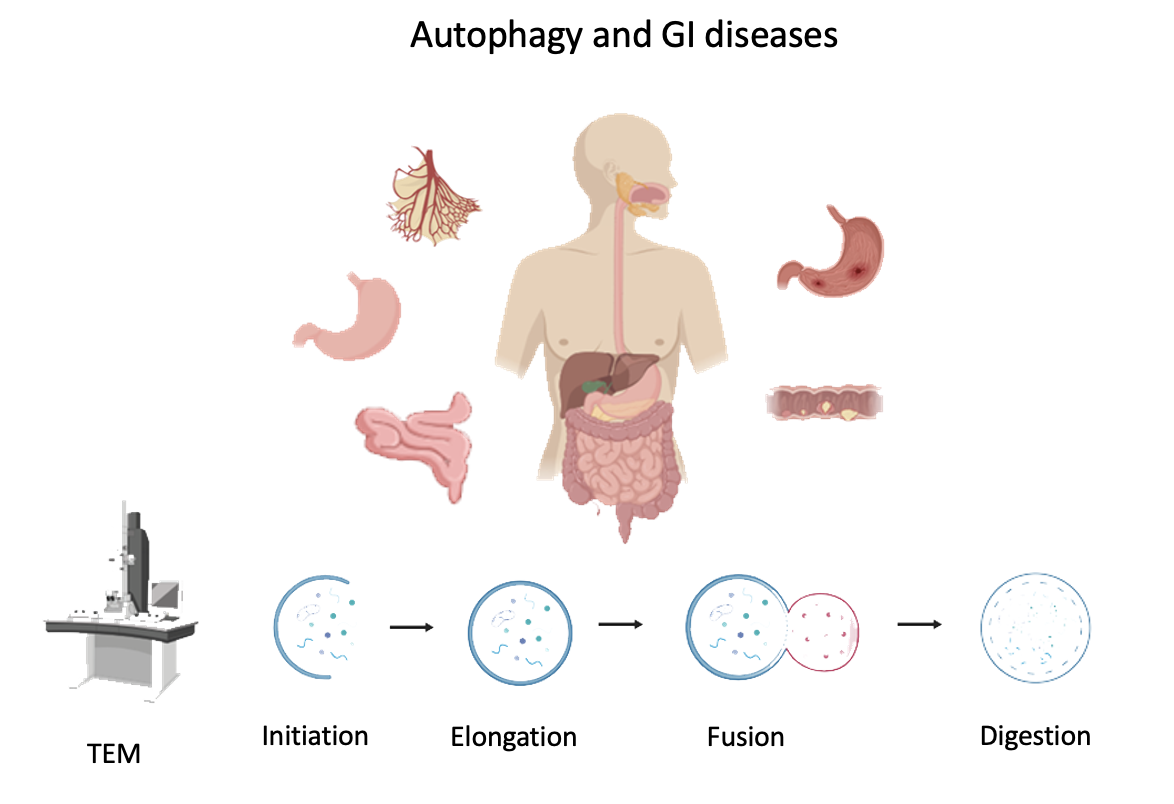 Autophagy and GI diseases
TEM
Initiation
Elongation
Fusion
Digestion